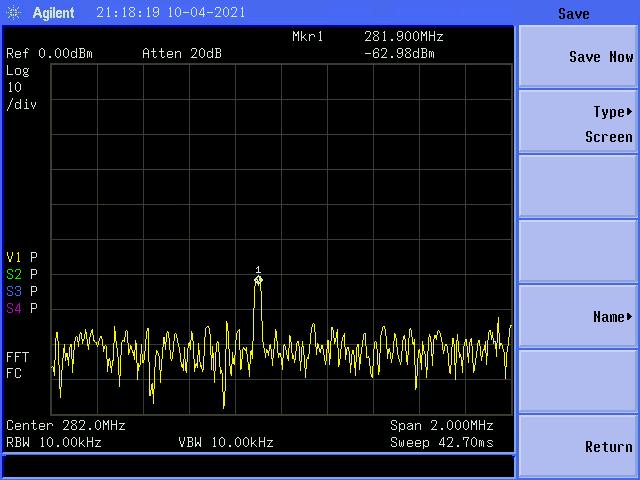 Agilent 21:18:19 10-04-2021 Save
Mkr1 281.900MHz
Ref 0.00dBm Atten 20dB -62.98dBm
Log
10
/div
1
V1 P
S2 P
S3 P
S4 P
FFT
FC
Center 282.0MHz Span 2.000MHz
RBW 10.00kHz VBW 10.00kHz Sweep 42.70ms
Save Now
Type▸
Screen
Name▸
Return